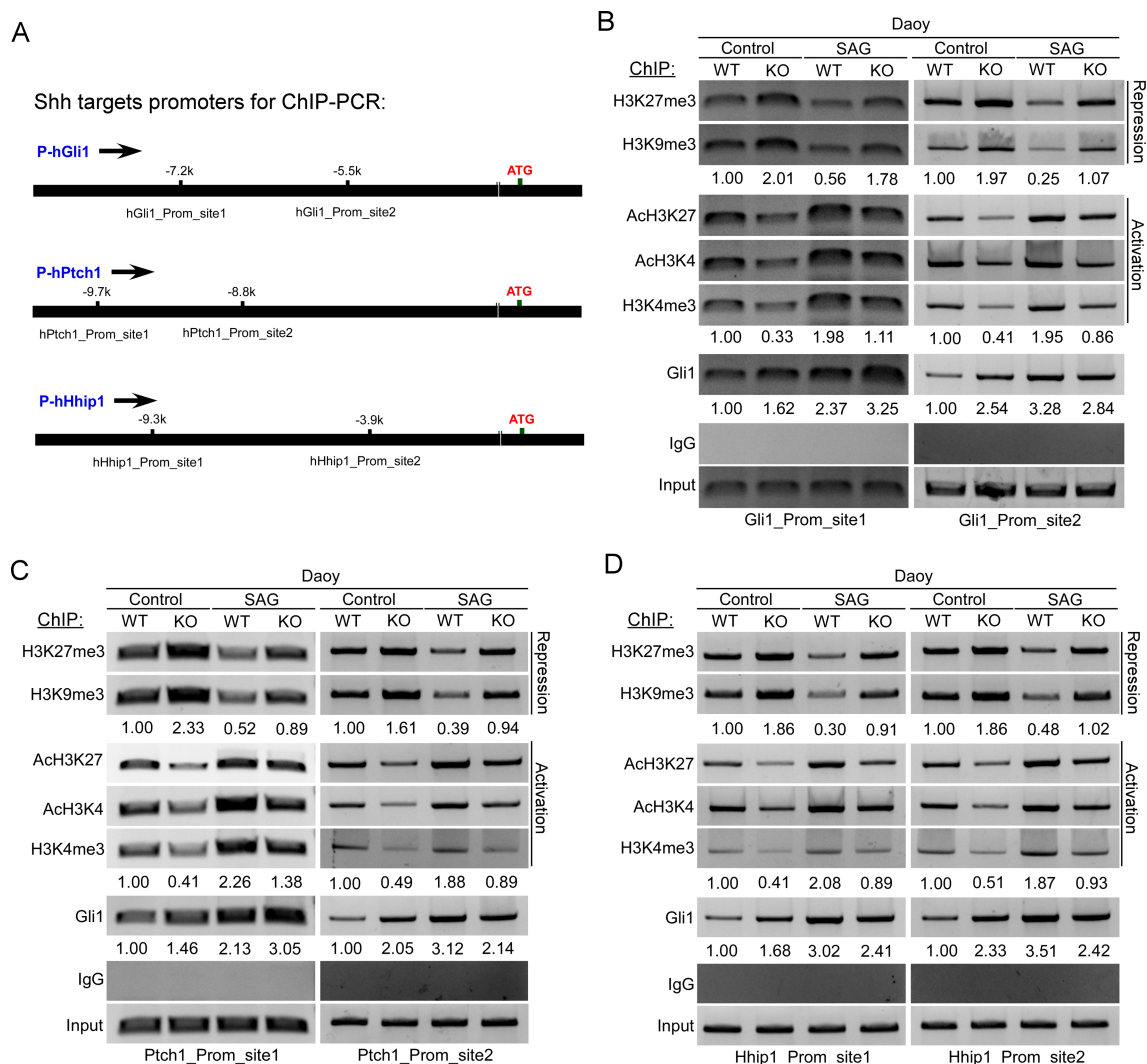 A
Shh targets promoters for ChIP-PCR:
P-hGli1
-7.2k -5.5k ATG
hGli1_Prom_site1 hGli1_Prom_site2
P-hPtch1
-9.7k -8.8k ATG
hPtch1_Prom_site1 hPtch1_Prom_site2
P-hHhip1
-9.3k -3.9k ATG
hHhip1_Prom_site1 hHhip1_Prom_site2
B
Daoy
Control SAG Control SAG
ChIP: WT KO WT KO WT KO WT KO
H3K27me3
H3K9me3
Repression
1.00 2.01 0.56 1.78 1.00 1.97 0.25 1.07
AcH3K27
AcH3K4
H3K4me3
Activation
1.00 0.33 1.98 1.11 1.00 0.41 1.95 0.86
Gli1
1.00 1.62 2.37 3.25 1.00 2.54 3.28 2.84
IgG
Input
Gli1_Prom_site1 Gli1_Prom_site2
C
Daoy
Control SAG Control SAG
ChIP: WT KO WT KO WT KO WT KO
H3K27me3
H3K9me3
Repression
1.00 2.33 0.52 0.89 1.00 1.61 0.39 0.94
AcH3K27
AcH3K4
H3K4me3
Activation
1.00 0.41 2.26 1.38 1.00 0.49 1.88 0.89
Gli1
1.00 1.46 2.13 3.05 1.00 2.05 3.12 2.14
IgG
Input
Ptch1_Prom_site1 Ptch1_Prom_site2
D
Daoy
Control SAG Control SAG
ChIP: WT KO WT KO WT KO WT KO
H3K27me3
H3K9me3
Repression
1.00 1.86 0.30 0.91 1.00 1.86 0.48 1.02
AcH3K27
AcH3K4
H3K4me3
Activation
1.00 0.41 2.08 0.89 1.00 0.51 1.87 0.93
Gli1
1.00 1.68 3.02 2.41 1.00 2.33 3.51 2.42
IgG
Input
Hhip1_Prom_site1 Hhip1_Prom_site2